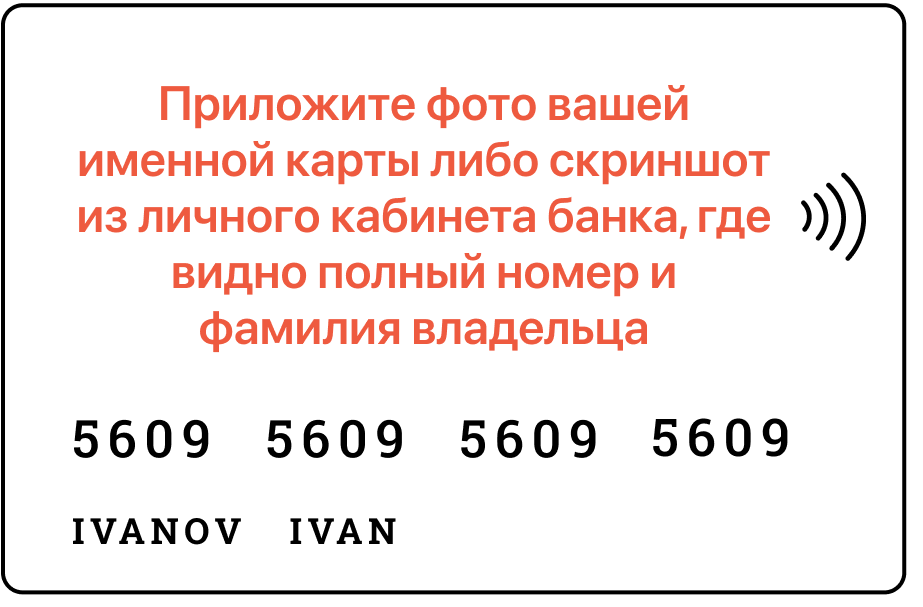 Приложите фото вашей
именной карты либо скриншот
из личного кабинета банка, где
видно полный номер и
фамилия владельца
5609 5609 5609 5609
IVANOV IVAN